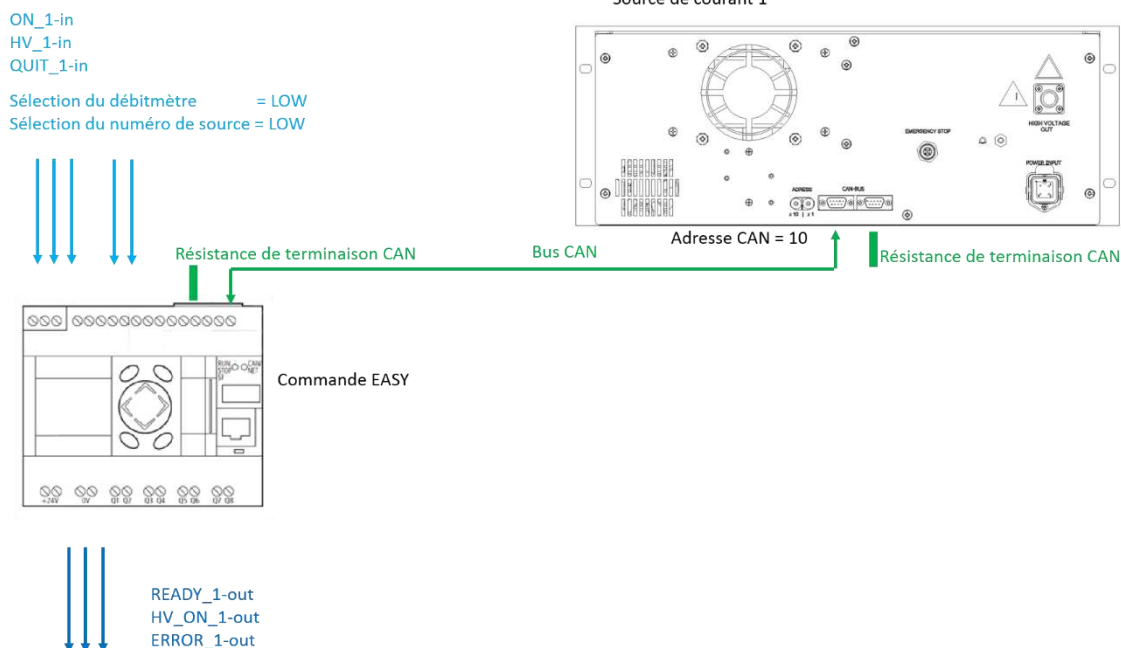 Source de courant 1
ON_1-in
HV_1-in
QUIT_1-in
Sélection du débitmètre = LOW
Sélection du numéro de source = LOW
HIGH VOLTAGE
OUT
EMERGENCY STOP
POWER INPUT
ADRESS
CAN-BUS
x 10 | x 1
Adresse CAN = 10
Résistance de terminaison CAN
Bus CAN
Résistance de terminaison CAN
RUN
STOP
CAN/
NET
Commande EASY
+24V 0V Q1 Q2 Q3 Q4 Q5 Q6 Q7 Q8
READY_1-out
HV_ON_1-out
ERROR_1-out